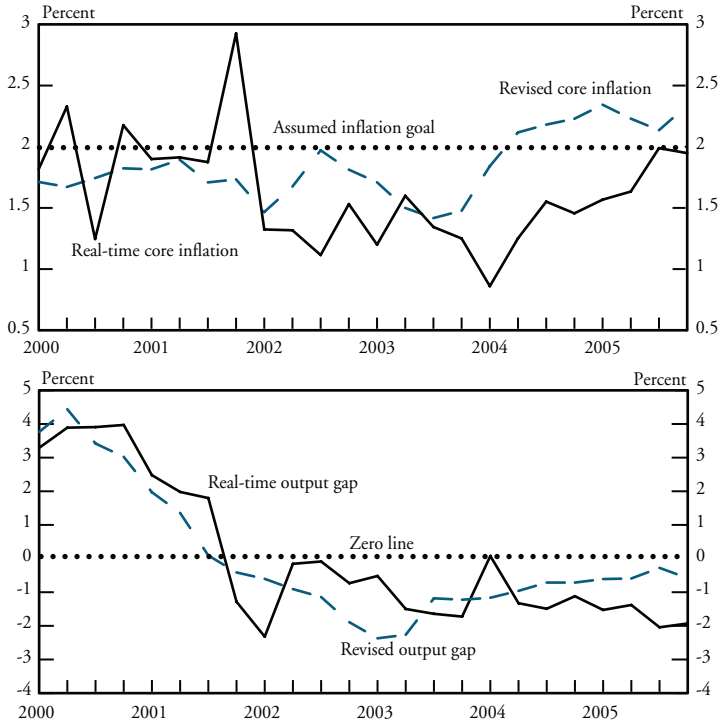 Percent Percent
3 3
2.5 Revised core inflation 2.5
Assumed inflation goal
2 2
1.5 1.5
Real-time core inflation
1 1
0.5 0.5
2000 2001 2002 2003 2004 2005
Percent Percent
5 5
4 4
3 3
Real-time output gap
2 2
1 1
Zero line
0 0
-1 -1
-2 -2
Revised output gap
-3 -3
-4 -4
2000 2001 2002 2003 2004 2005